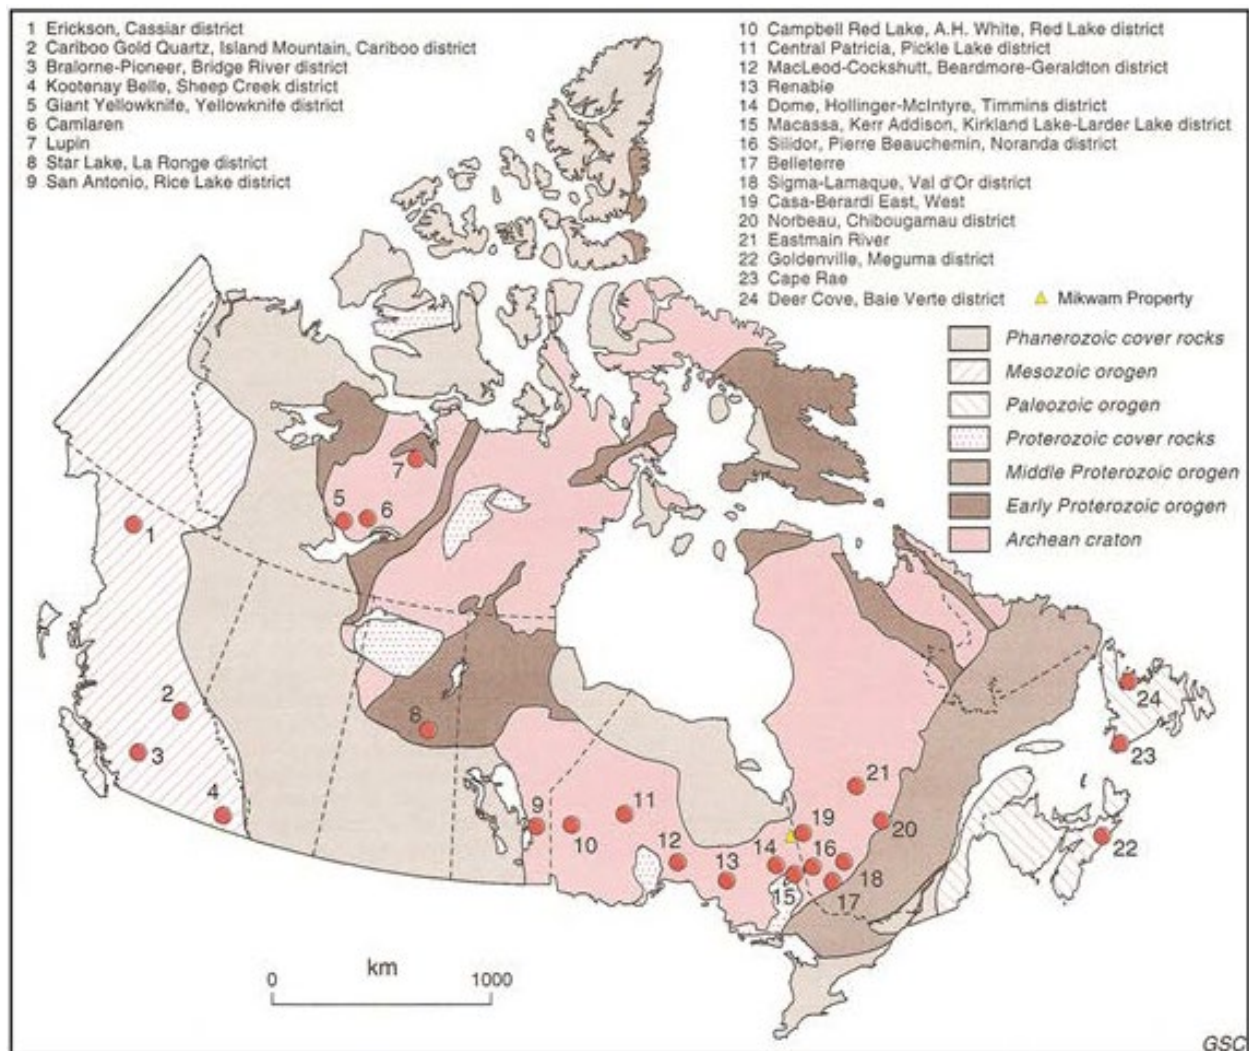 1 Erickson, Cassiar district
2 Cariboo Gold Quartz, Island Mountain, Cariboo district
3 Bralorne-Pioneer, Bridge River district
4 Kootenay Belle, Sheep Creek district
5 Giant Yellowknife, Yellowknife district
6 Camlaren
7 Lupin
8 Star Lake, La Ronge district
9 San Antonio, Rice Lake district
10 Campbell Red Lake, A.H. White, Red Lake district
11 Central Patricia, Pickle Lake district
12 MacLeod-Cockshutt, Beardmore-Geraldton district
13 Renabie
14 Dome, Hollinger-McIntyre, Timmins district
15 Macassa, Kerr Addison, Kirkland Lake-Larder Lake district
16 Silidor, Pierre Beauchemin, Noranda district
17 Belleterre
18 Sigma-Lamaque, Val d'Or district
19 Casa-Berardi East, West
20 Norbeau, Chibougamau district
21 Eastmain River
22 Goldenville, Meguma district
23 Cape Rae
24 Deer Cove, Baie Verte district
Mikwam Property
Phanerozoic cover rocks
Mesozoic orogen
Paleozoic orogen
Proterozoic cover rocks
Middle Proterozoic orogen
Early Proterozoic orogen
Archean craton
7
5
6
1
2
24
8
3
23
21
4
11
9
10
19
20
12
14
16
22
13
15
18
17
km
0 1000
GSC